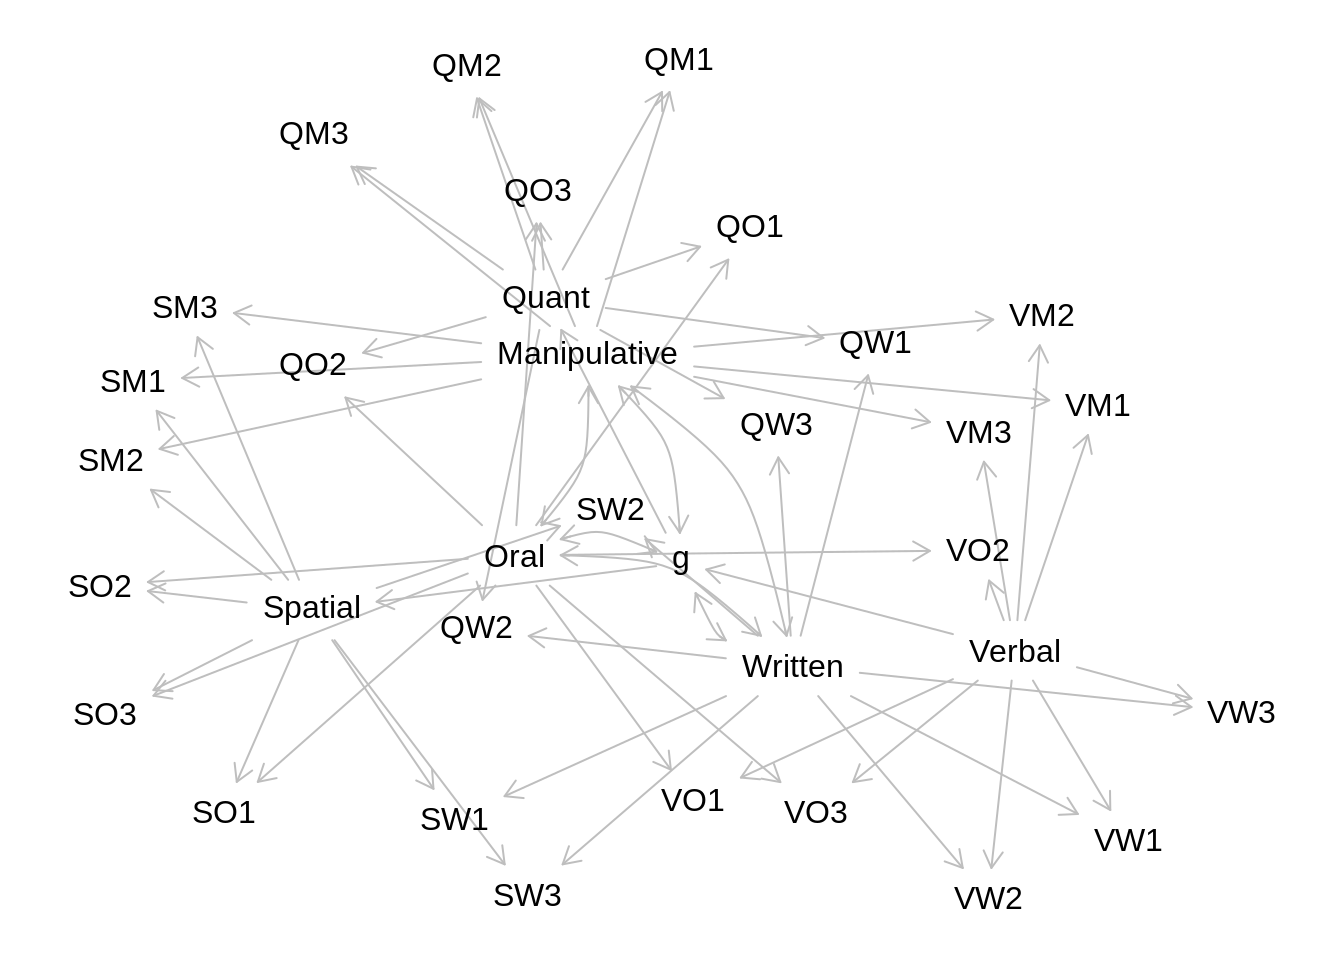 QM1
QM2
QM3
QO3
QO1
Quant
SM3
VM2
QW1
Manipulative
QO2
SM1
VM1
QW3
VM3
SM2
SW2
VO2
Oral
g
SO2
Spatial
QW2
Verbal
Written
VW3
SO3
VO1
SO1
VO3
SW1
VW1
SW3
VW2